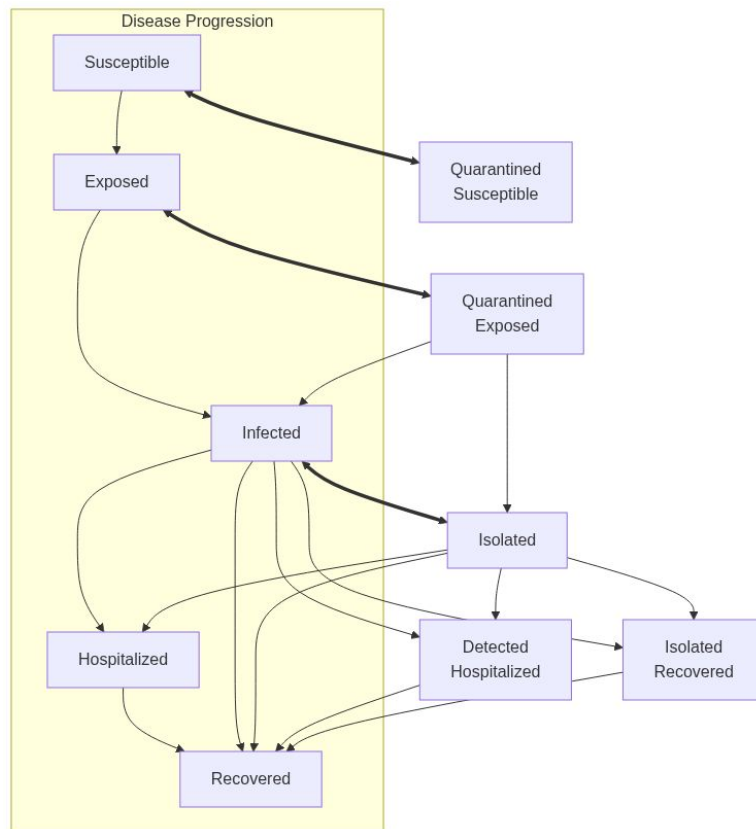 Disease Progression
Susceptible
Quarantined
Susceptible
Exposed
Quarantined
Exposed
Infected
Isolated
Hospitalized
Detected
Hospitalized
Isolated
Recovered
Recovered